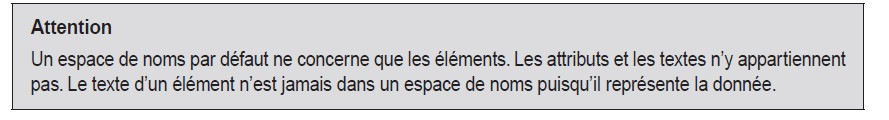 Attention
Un espace de noms par défaut ne concerne que les éléments. Les attributs et les textes n’y appartiennent
pas. Le texte d’un élément n’est jamais dans un espace de noms puisqu’il représente la donnée.